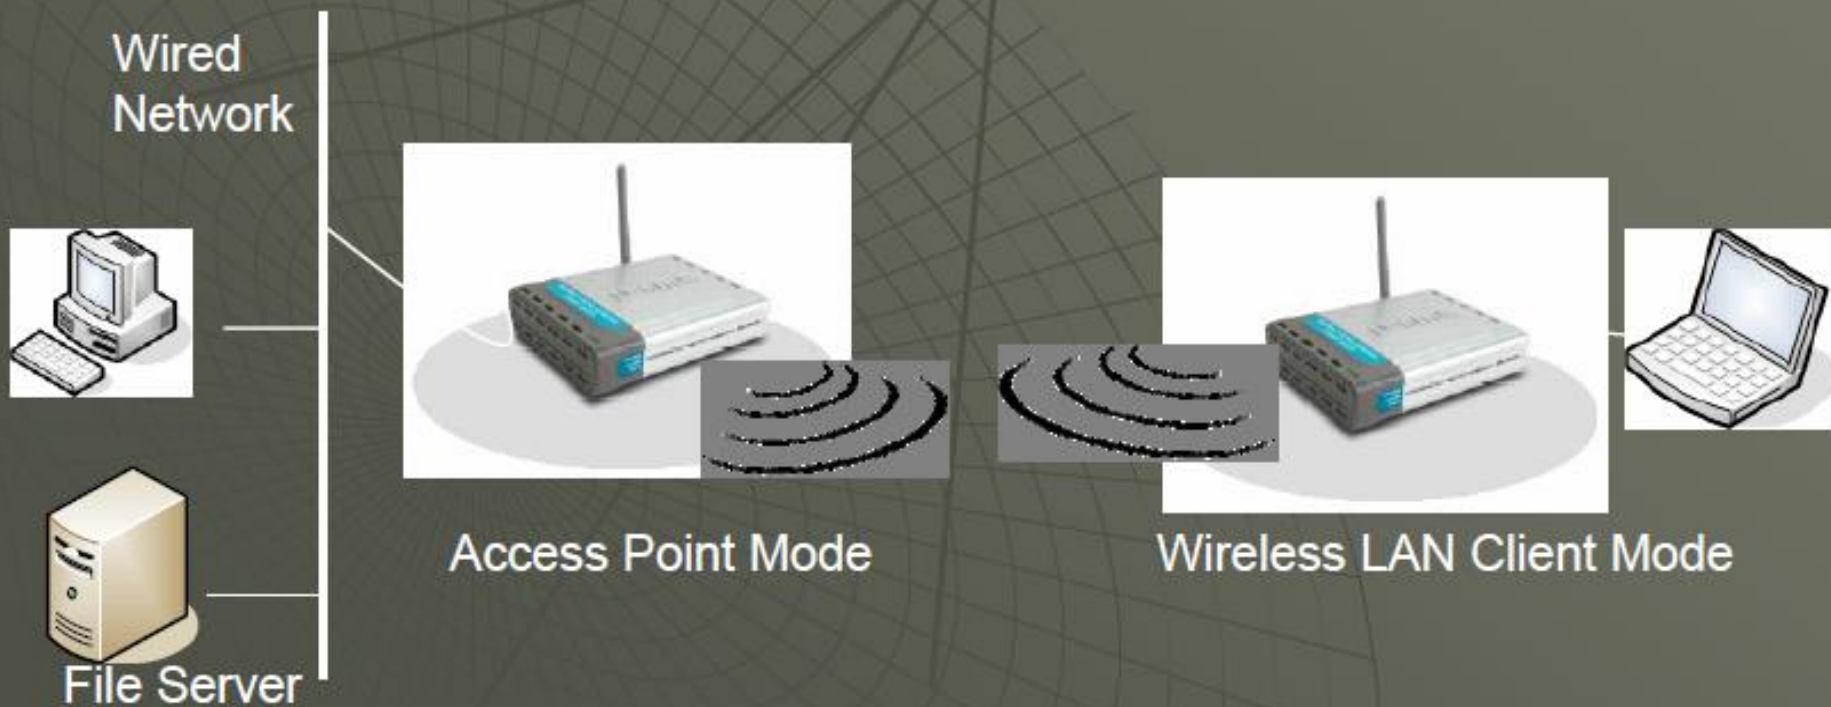 Wired
Network
Access Point Mode
Wireless LAN Client Mode
File Server